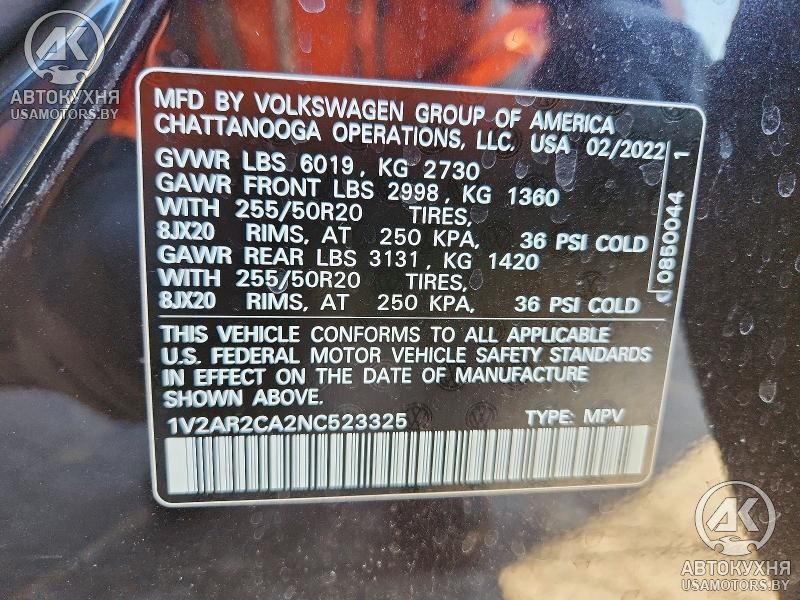 AK
АВТОКУХНЯ
USAMOTORS.BY
MFD BY VOLKSWAGEN GROUP OF AMERICA
CHATTANOOGA OPERATIONS, LLC. USA 02/2022
GVWR LBS 6019, KG 2730
GAWR FRONT LBS 2998, KG 1360
WITH 255/50R20 TIRES,
8JX20 RIMS, AT 250 KPA, 36 PSI COLD
GAWR REAR LBS 3131, KG 1420
WITH 255/50R20 TIRES,
8JX20 RIMS, AT 250 KPA, 36 PSI COLD
0850044 1
THIS VEHICLE CONFORMS TO ALL APPLICABLE
U.S. FEDERAL MOTOR VEHICLE SAFETY STANDARDS
IN EFFECT ON THE DATE OF MANUFACTURE
SHOWN ABOVE.
1V2AR2CA2NC523325 TYPE: MPV
AK
АВТОКУХНЯ
USAMOTORS.BY